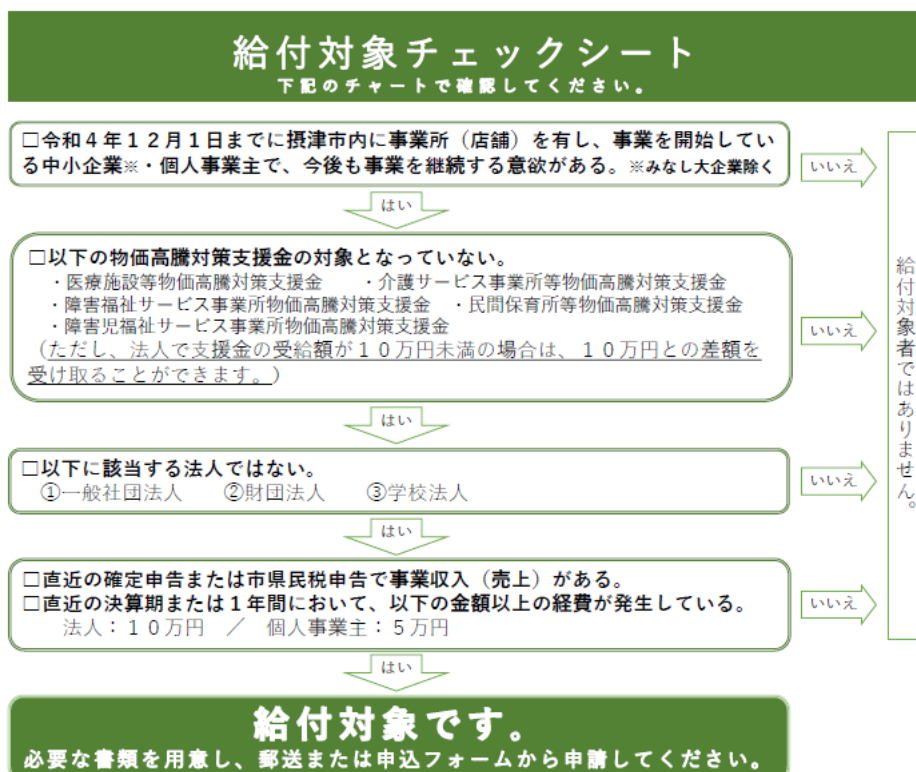 給付対象チェックシート
下記のチャートで確認してください。
□令和４年１２月１日までに摂津市内に事業所（店舗）を有し、事業を開始してい
る中小企業※・個人事業主で、今後も事業を継続する意欲がある。※みなし大企業除く
いいえ
はい
□以下の物価高騰対策支援金の対象となっていない。
・医療施設等物価高騰対策支援金　・介護サービス事業所等物価高騰対策支援金
・障害福祉サービス事業所物価高騰対策支援金　・民間保育所等物価高騰対策支援金
・障害児福祉サービス事業所物価高騰対策支援金
（ただし、法人で支援金の受給額が１０万円未満の場合は、１０万円との差額を
受け取ることができます。）
いいえ
はい
□以下に該当する法人ではない。
①一般社団法人　②財団法人　③学校法人
いいえ
はい
□直近の確定申告または市県民税申告で事業収入（売上）がある。
□直近の決算期または１年間において、以下の金額以上の経費が発生している。
法人：１０万円　／　個人事業主：５万円
いいえ
はい
給付対象者ではありません。
給付対象です。
必要な書類を用意し、郵送または申込フォームから申請してください。